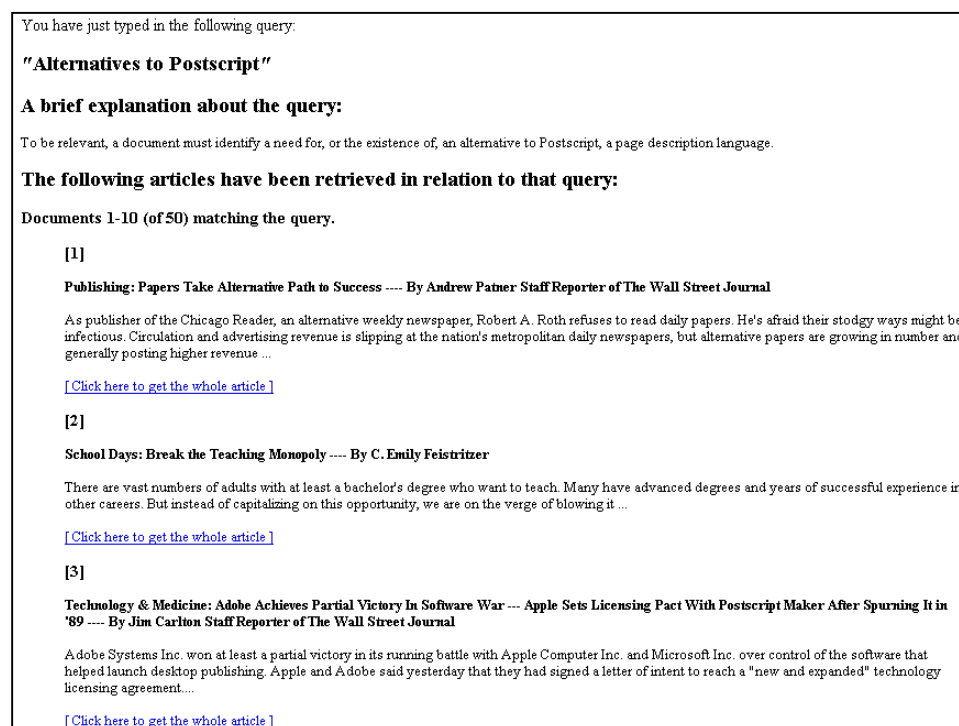 You have just typed in the following query:
"Alternatives to Postscript"
A brief explanation about the query:
To be relevant, a document must identify a need for, or the existence of, an alternative to Postscript, a page description language.
The following articles have been retrieved in relation to that query:
Documents 1-10 (of 50) matching the query.
[1]
Publishing: Papers Take Alternative Path to Success ---- By Andrew Patner Staff Reporter of The Wall Street Journal
As publisher of the Chicago Reader, an alternative weekly newspaper, Robert A. Roth refuses to read daily papers. He's afraid their stodgy ways might be
infectious. Circulation and advertising revenue is slipping at the nation's metropolitan daily newspapers, but alternative papers are growing in number and
generally posting higher revenue ...
[ Click here to get the whole article ]
[2]
School Days: Break the Teaching Monopoly ---- By C. Emily Feistritzer
There are vast numbers of adults with at least a bachelor's degree who want to teach. Many have advanced degrees and years of successful experience in
other careers. But instead of capitalizing on this opportunity, we are on the verge of blowing it ...
[ Click here to get the whole article ]
[3]
Technology & Medicine: Adobe Achieves Partial Victory In Software War --- Apple Sets Licensing Pact With Postscript Maker After Spurning It in
'89 ---- By Jim Carlton Staff Reporter of The Wall Street Journal
Adobe Systems Inc. won at least a partial victory in its running battle with Apple Computer Inc. and Microsoft Inc. over control of the software that
helped launch desktop publishing. Apple and Adobe said yesterday that they had signed a letter of intent to reach a "new and expanded" technology
licensing agreement....
[ Click here to get the whole article ]